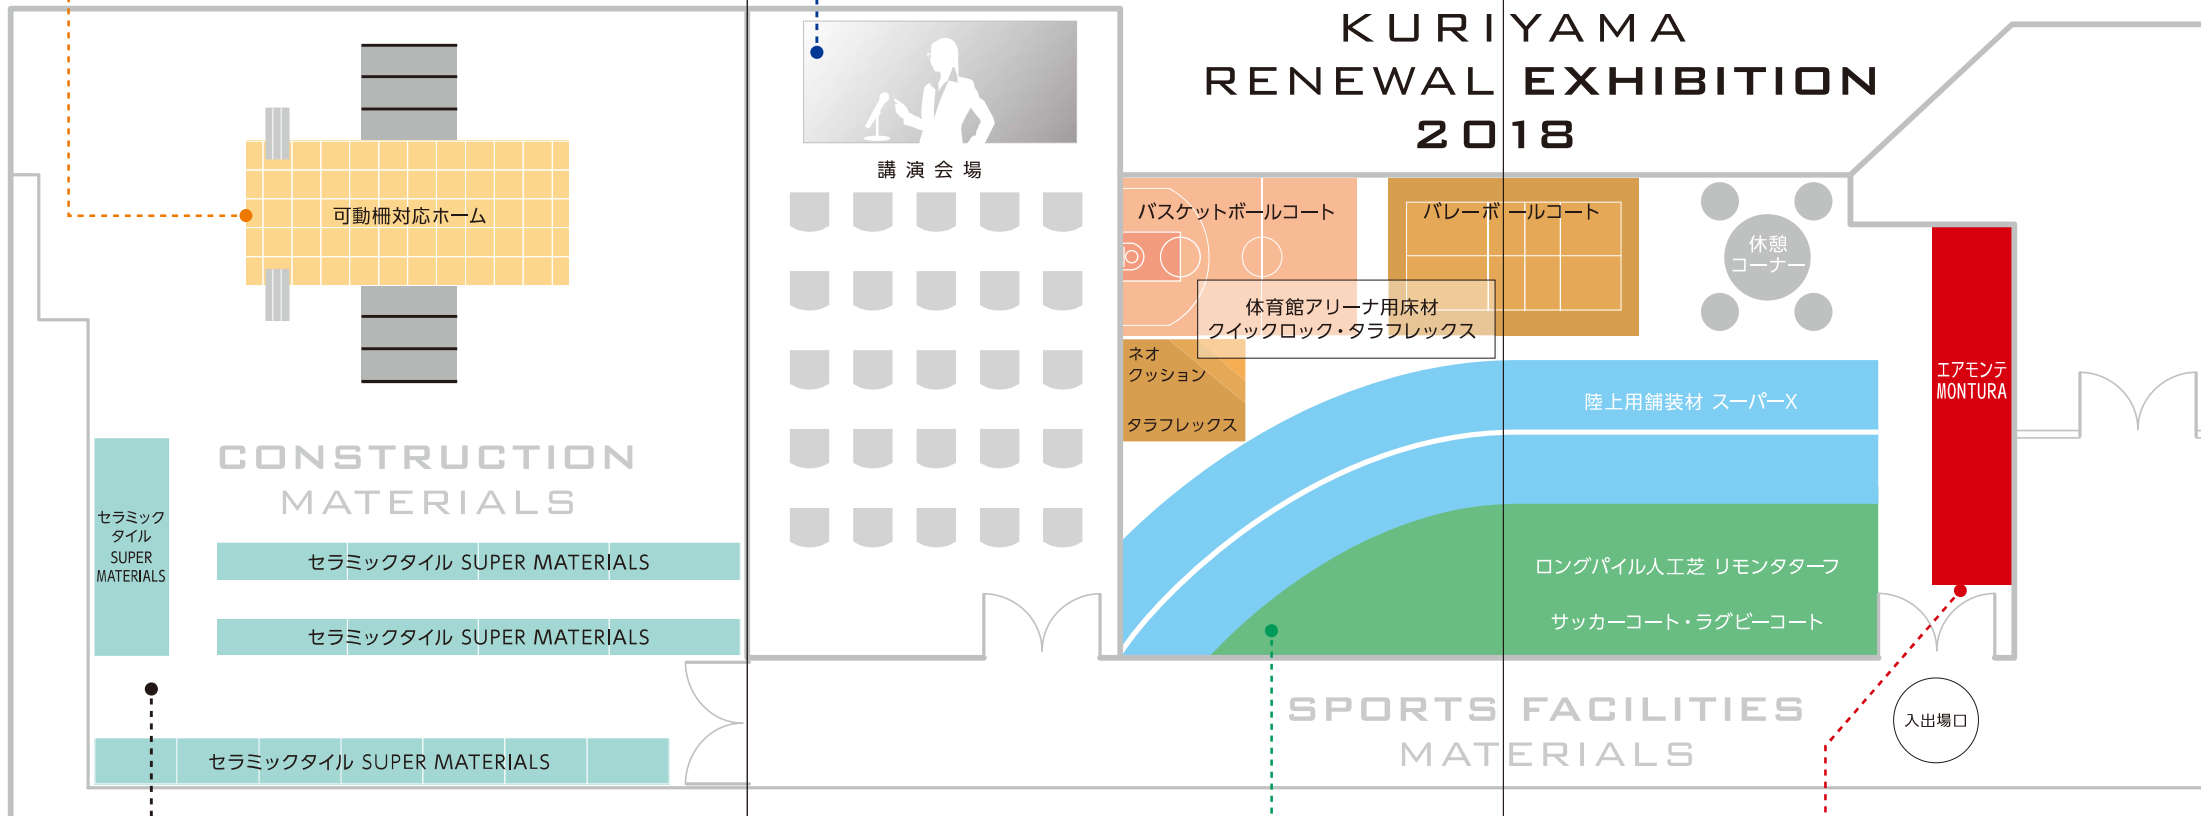 KURIYAMA
RENEWAL EXHIBITION
2018
講演会場
可動柵対応ホーム
バスケットボールコート
バレーボールコート
休憩
コーナー
体育館アリーナ用床材
クイックロック・タラフレックス
ネオ
クッション
タラフレックス
エアモンテ
MONTURA
陸上用舗装材 スーパーX
CONSTRUCTION
MATERIALS
セラミック
タイル
SUPER
MATERIALS
セラミックタイル SUPER MATERIALS
セラミックタイル SUPER MATERIALS
セラミックタイル SUPER MATERIALS
ロングパイル人工芝 リモンタターフ
サッカーコート・ラグビーコート
SPORTS FACILITIES
MATERIALS
入出場口